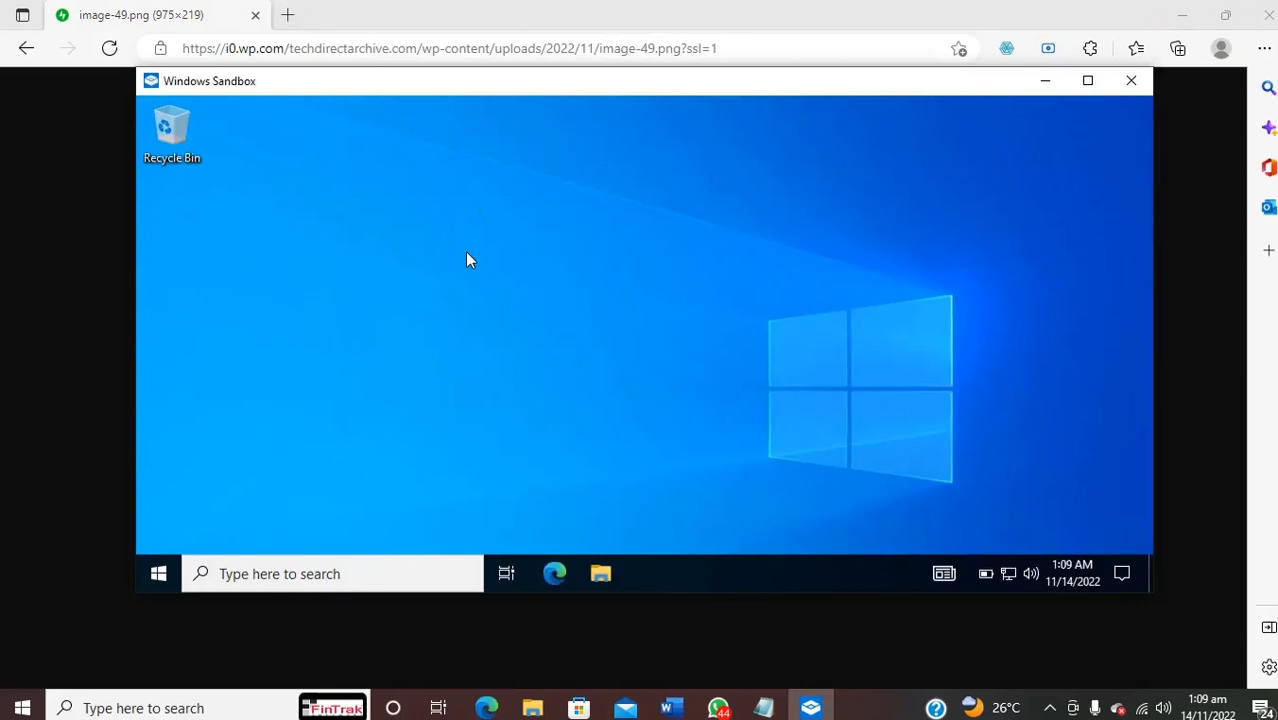 image-49.png (975×219)
https://i0.wp.com/techdirectarchive.com/wp-content/uploads/2022/11/image-49.png?ssl=1
Windows Sandbox
Recycle Bin
Type here to search
1:09 AM
11/14/2022
Type here to search
FinTrak
44
26°C
1:09 am
14/11/2022
24